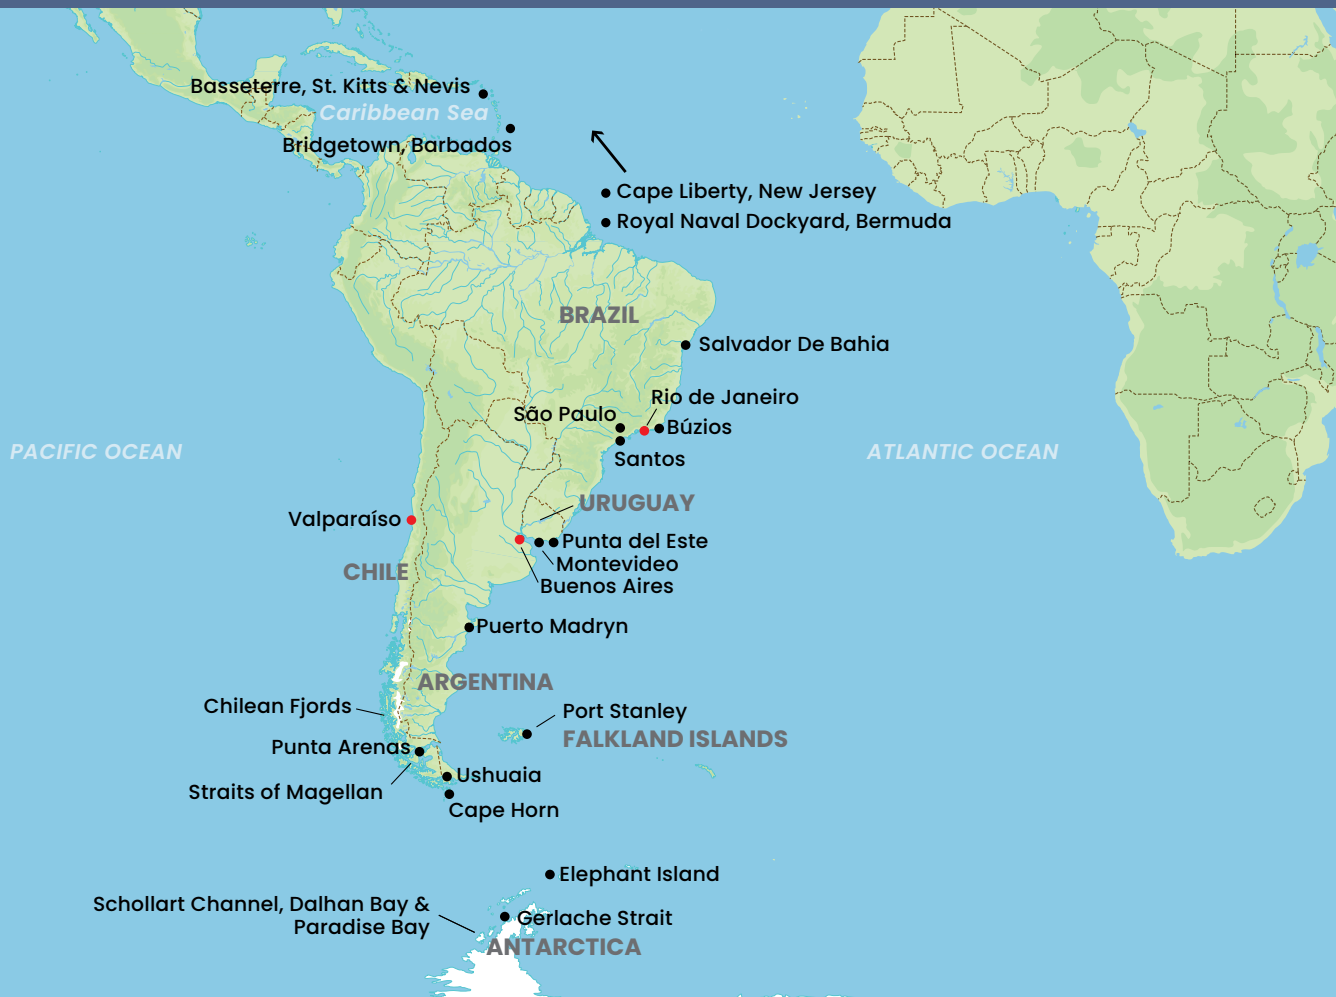 Basseterre, St. Kitts & Nevis
Caribbean Sea
Bridgetown, Barbados
Cape Liberty, New Jersey
Royal Naval Dockyard, Bermuda
BRAZIL
Salvador De Bahia
Rio de Janeiro
São Paulo
Búzios
Santos
PACIFIC OCEAN
ATLANTIC OCEAN
URUGUAY
Valparaíso
Punta del Este
Montevideo
CHILE
Buenos Aires
Puerto Madryn
ARGENTINA
Chilean Fjords
Port Stanley
FALKLAND ISLANDS
Punta Arenas
Ushuaia
Straits of Magellan
Cape Horn
Elephant Island
Schollart Channel, Dalhan Bay &
Paradise Bay
Gerlache Strait
ANTARCTICA